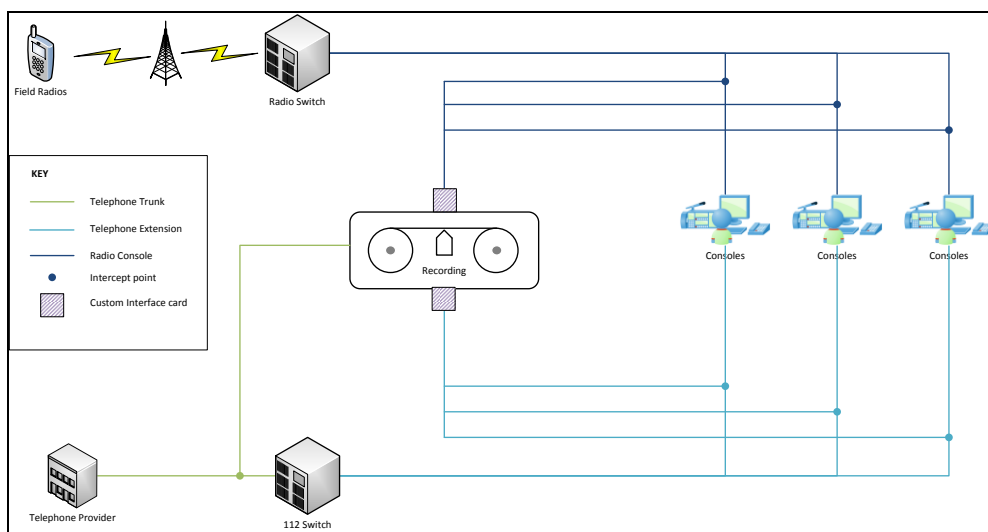 Field Radios
Radio Switch
KEY
Telephone Trunk
Telephone Extension
Radio Console
Intercept point
Custom Interface card
Recording
Consoles
Consoles
Consoles
Telephone Provider
112 Switch